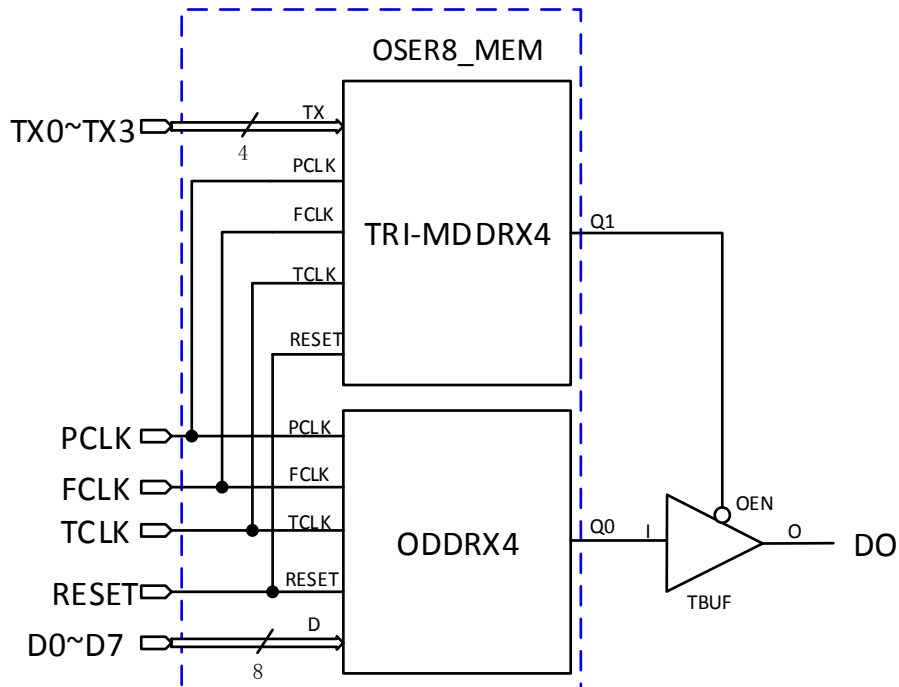 OSER8_MEM
TX0~TX3
4
TX
PCLK
FCLK
TCLK
RESET
TRI-MDDRX4
Q1
PCLK
FCLK
TCLK
RESET
D0~D7
8
PCLK
FCLK
TCLK
RESET
D
ODDRX4
Q0
I
OEN
O
DO
TBUF